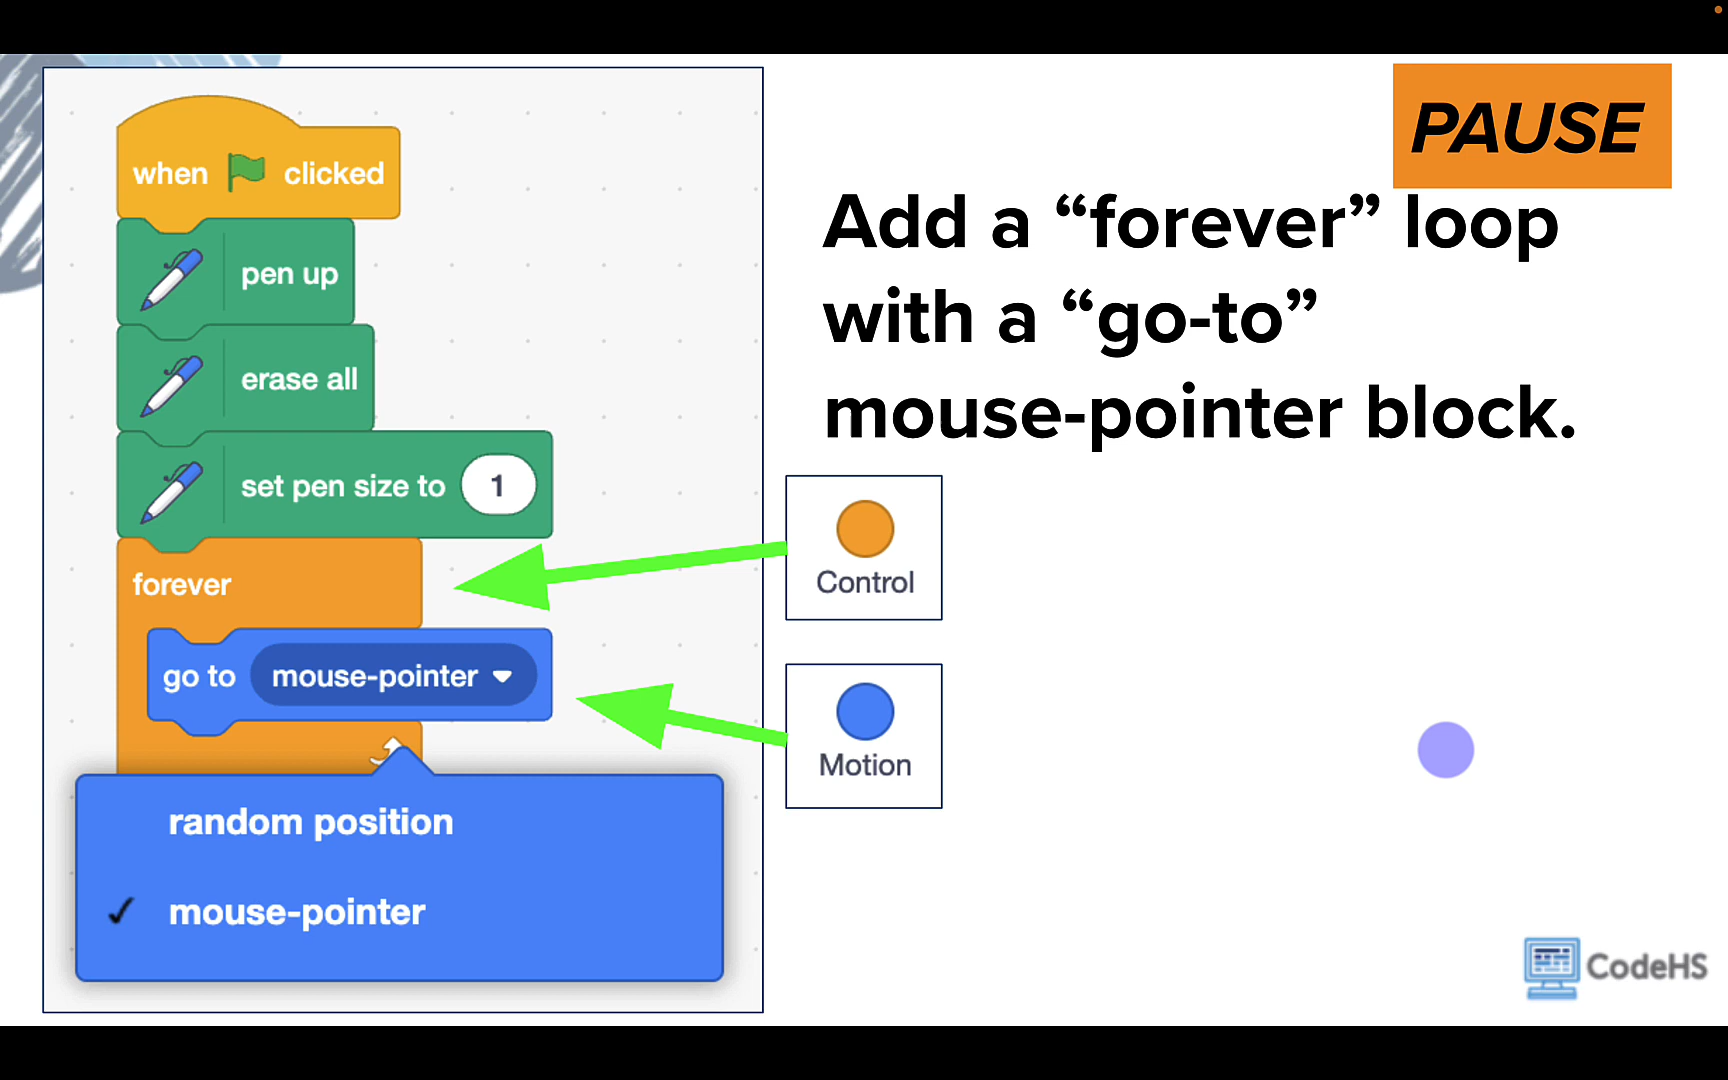 when clicked
pen up
erase all
set pen size to 1
forever
go to mouse-pointer
random position
✓ mouse-pointer
PAUSE
Add a “forever” loop
with a “go-to”
mouse-pointer block.
Control
Motion
CodeHS